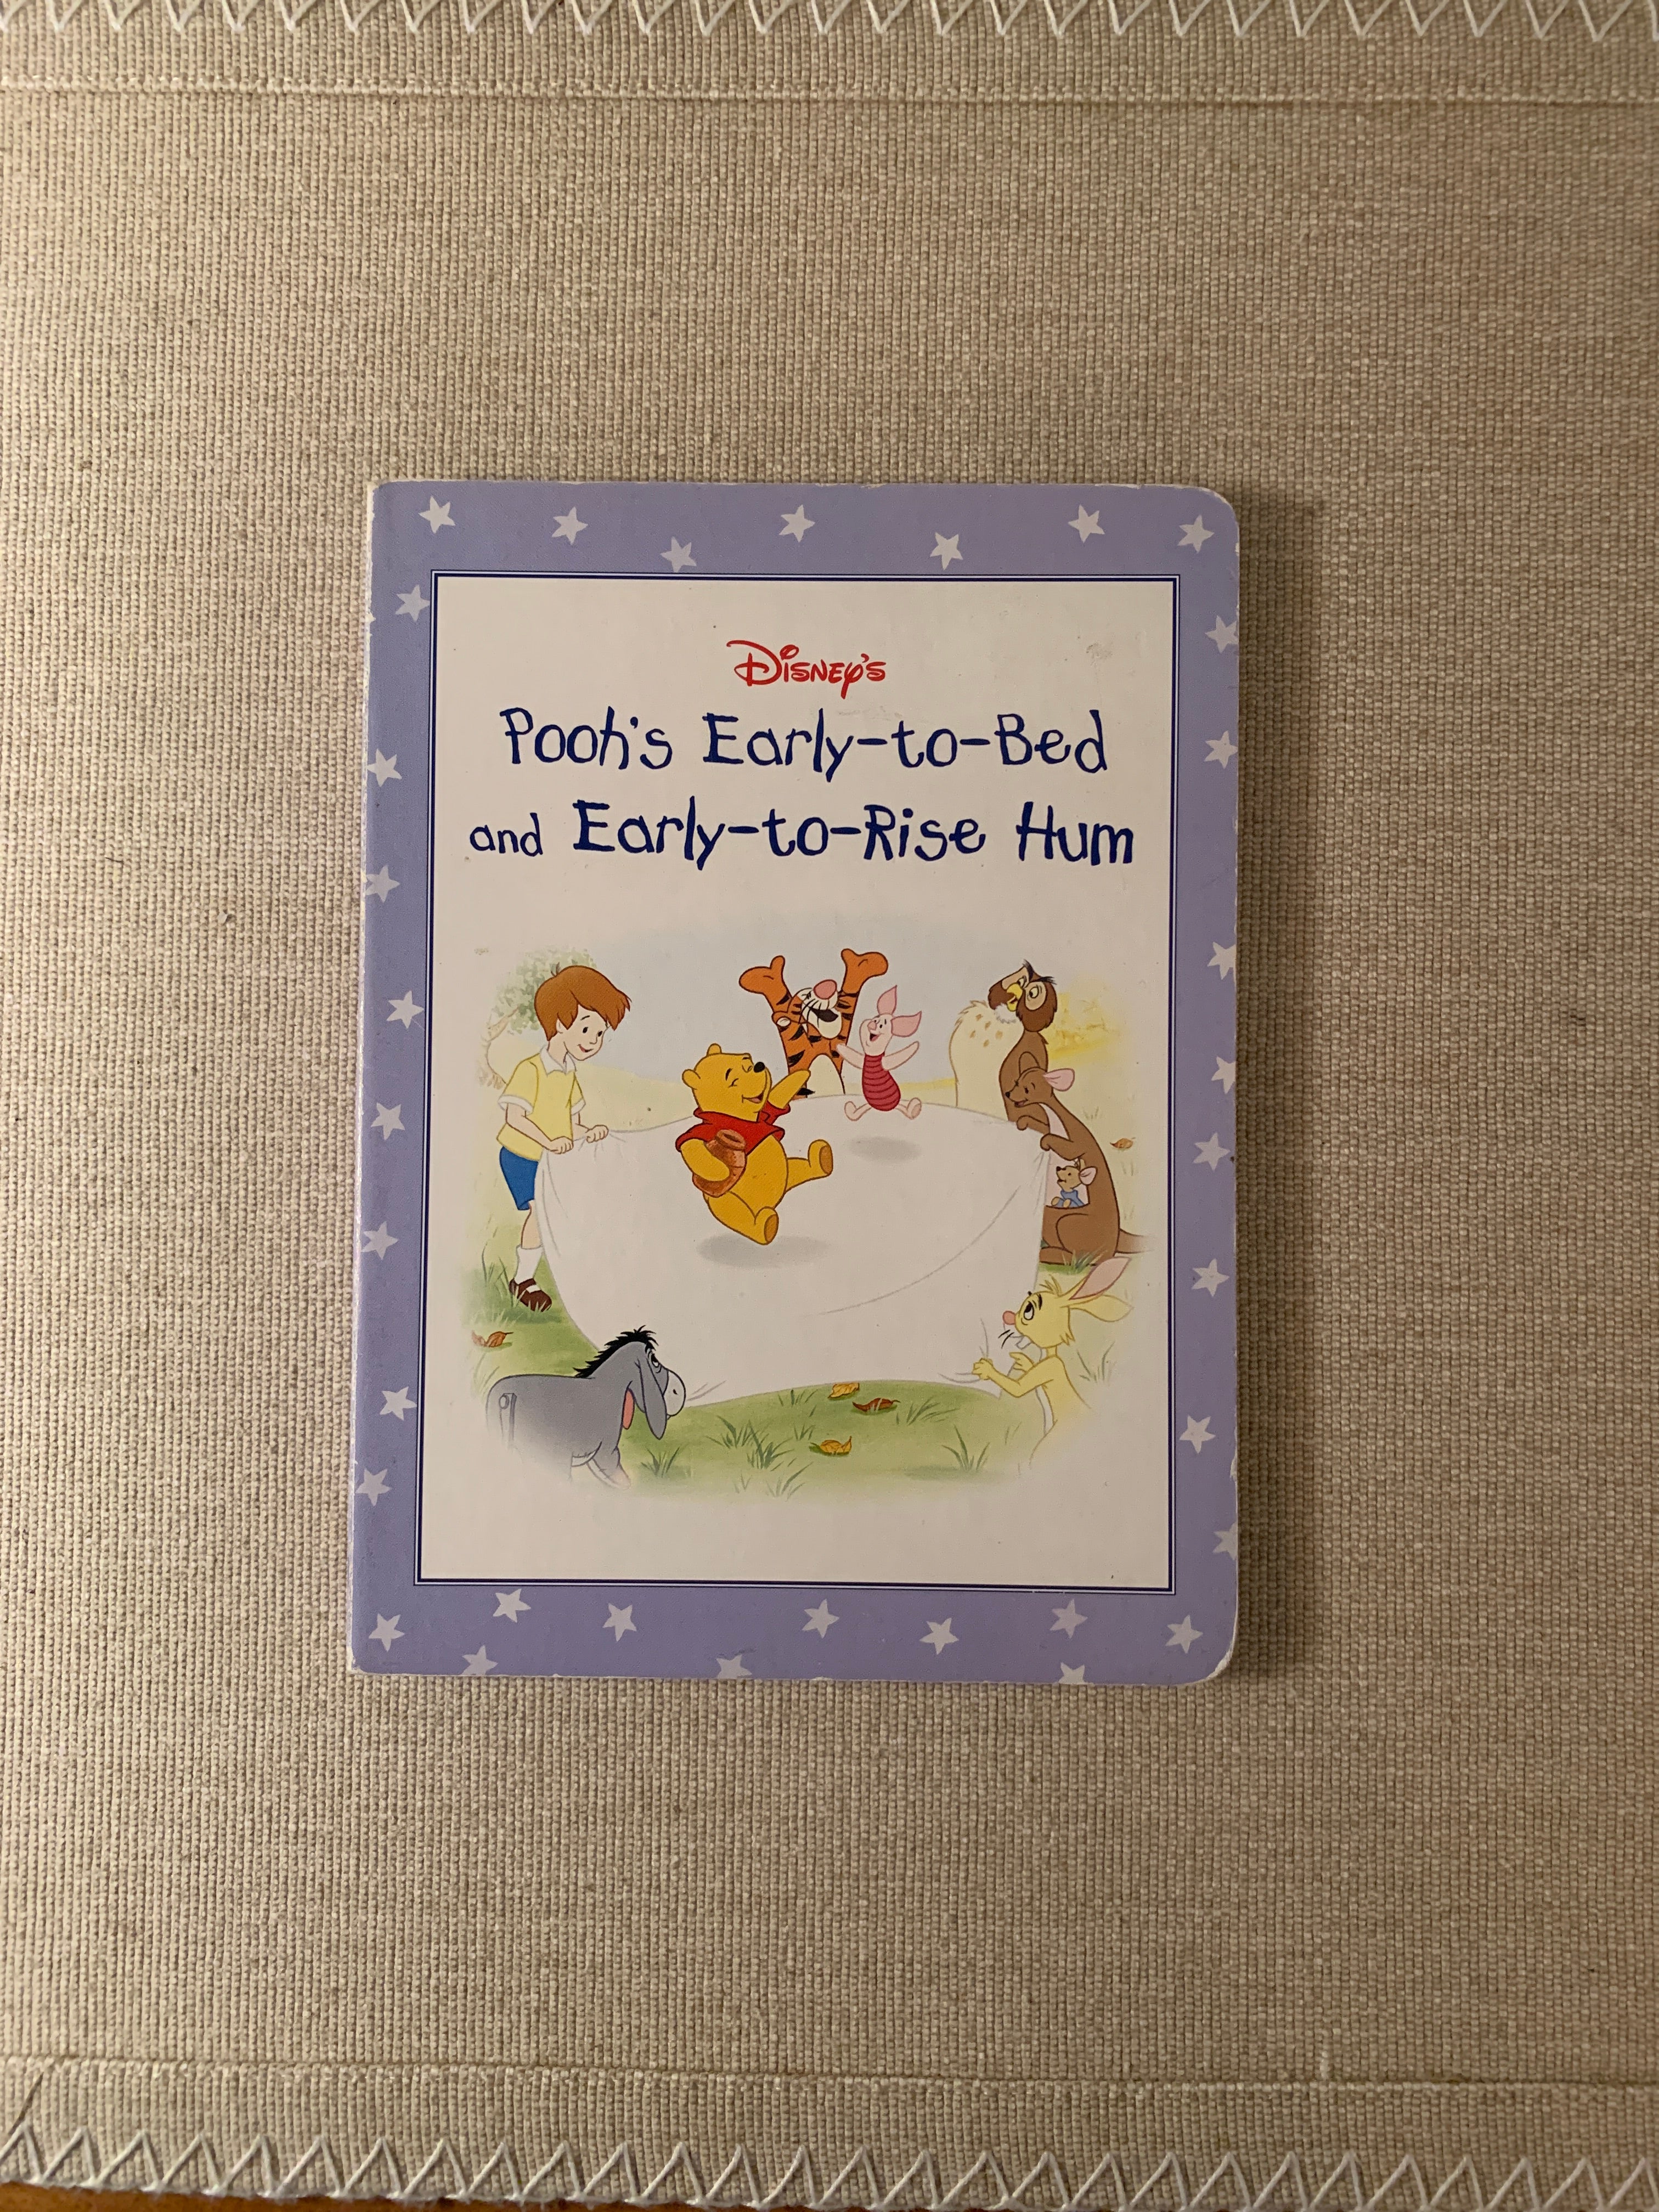 Disney's
Pooh's Early-to-Bed
and Early-to-Rise Hum